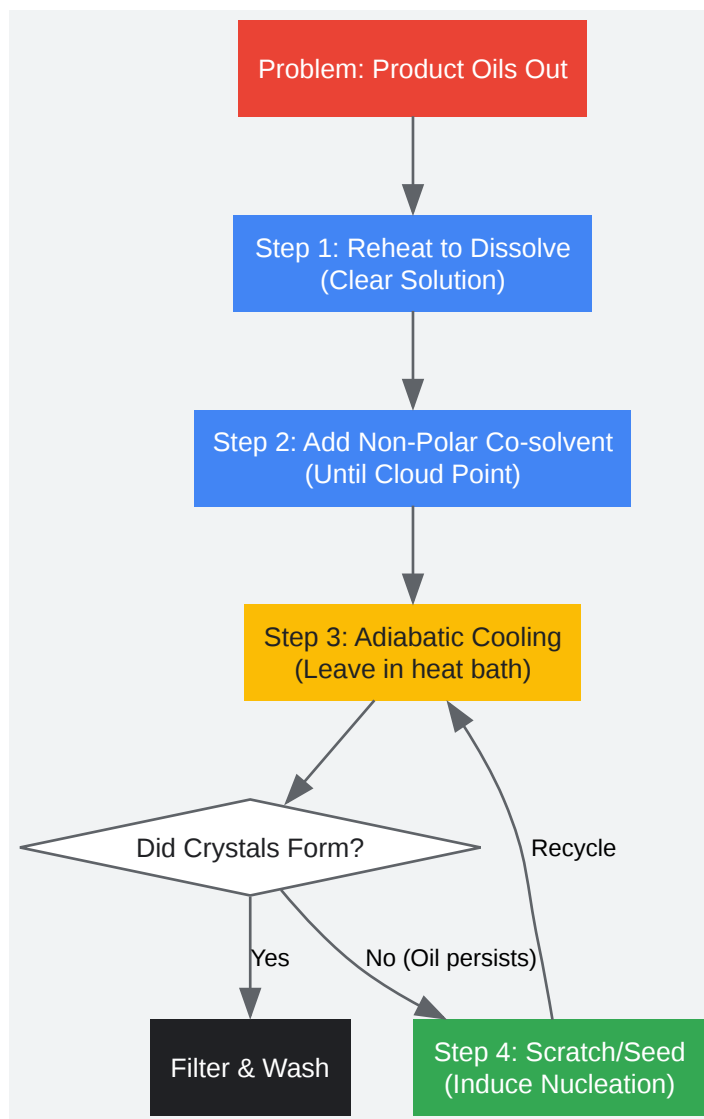 Problem: Product Oils Out
Step 1: Reheat to Dissolve
(Clear Solution)
Step 2: Add Non-Polar Co-solvent
(Until Cloud Point)
Step 3: Adiabatic Cooling
(Leave in heat bath)
Did Crystals Form?
Recycle
Yes
No (Oil persists)
Filter & Wash
Step 4: Scratch/Seed
(Induce Nucleation)